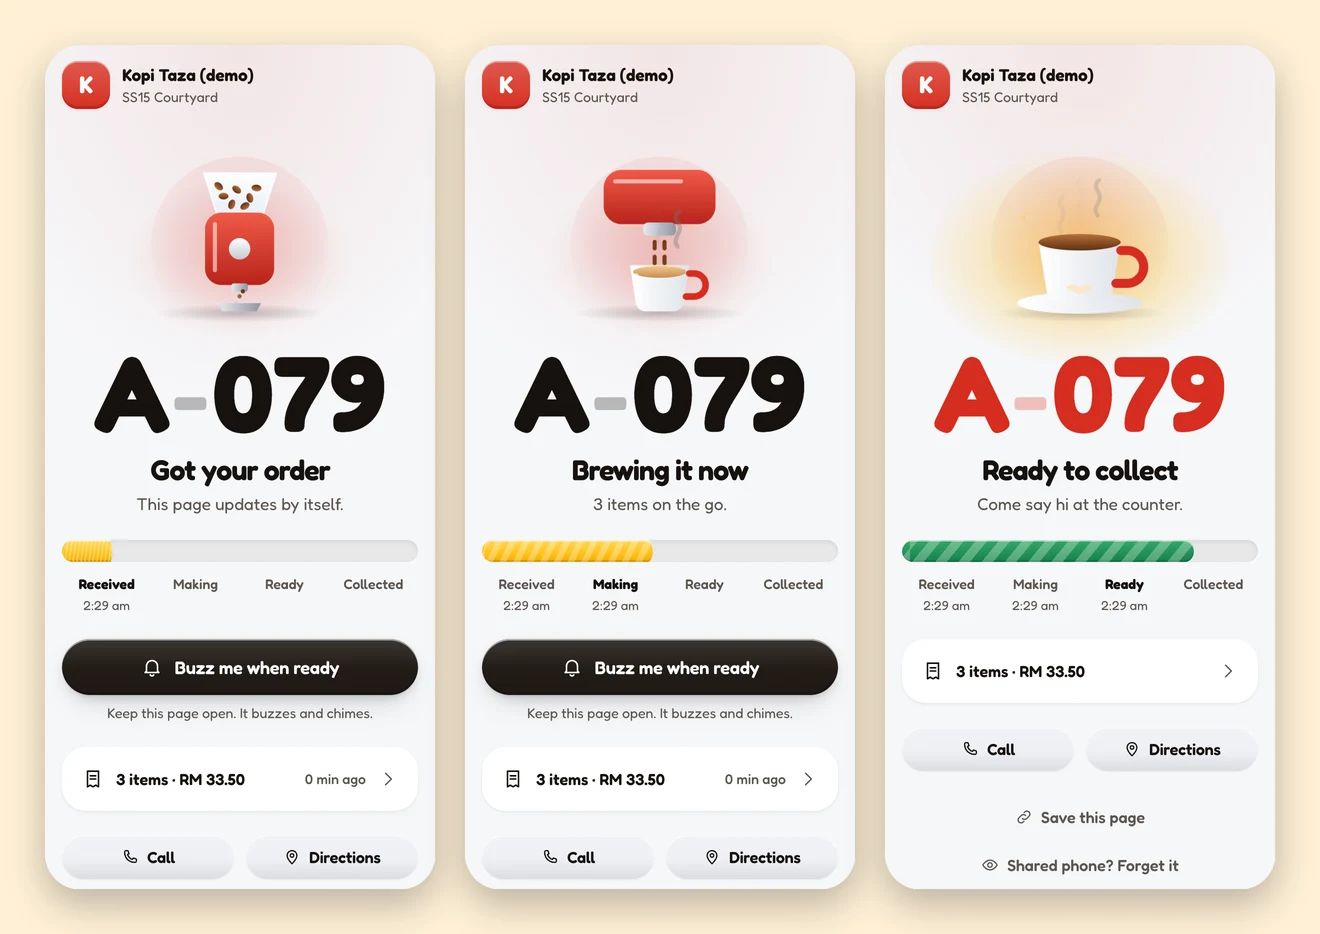 K
Kopi Taza (demo)
SS15 Courtyard
A-079
Got your order
This page updates by itself.
Received Making Ready Collected
2:29 am
Buzz me when ready
Keep this page open. It buzzes and chimes.
3 items · RM 33.50 0 min ago
Call Directions
K
Kopi Taza (demo)
SS15 Courtyard
A-079
Brewing it now
3 items on the go.
Received Making Ready Collected
2:29 am 2:29 am
Buzz me when ready
Keep this page open. It buzzes and chimes.
3 items · RM 33.50 0 min ago
Call Directions
K
Kopi Taza (demo)
SS15 Courtyard
A-079
Ready to collect
Come say hi at the counter.
Received Making Ready Collected
2:29 am 2:29 am 2:29 am
3 items · RM 33.50
Call Directions
Save this page
Shared phone? Forget it